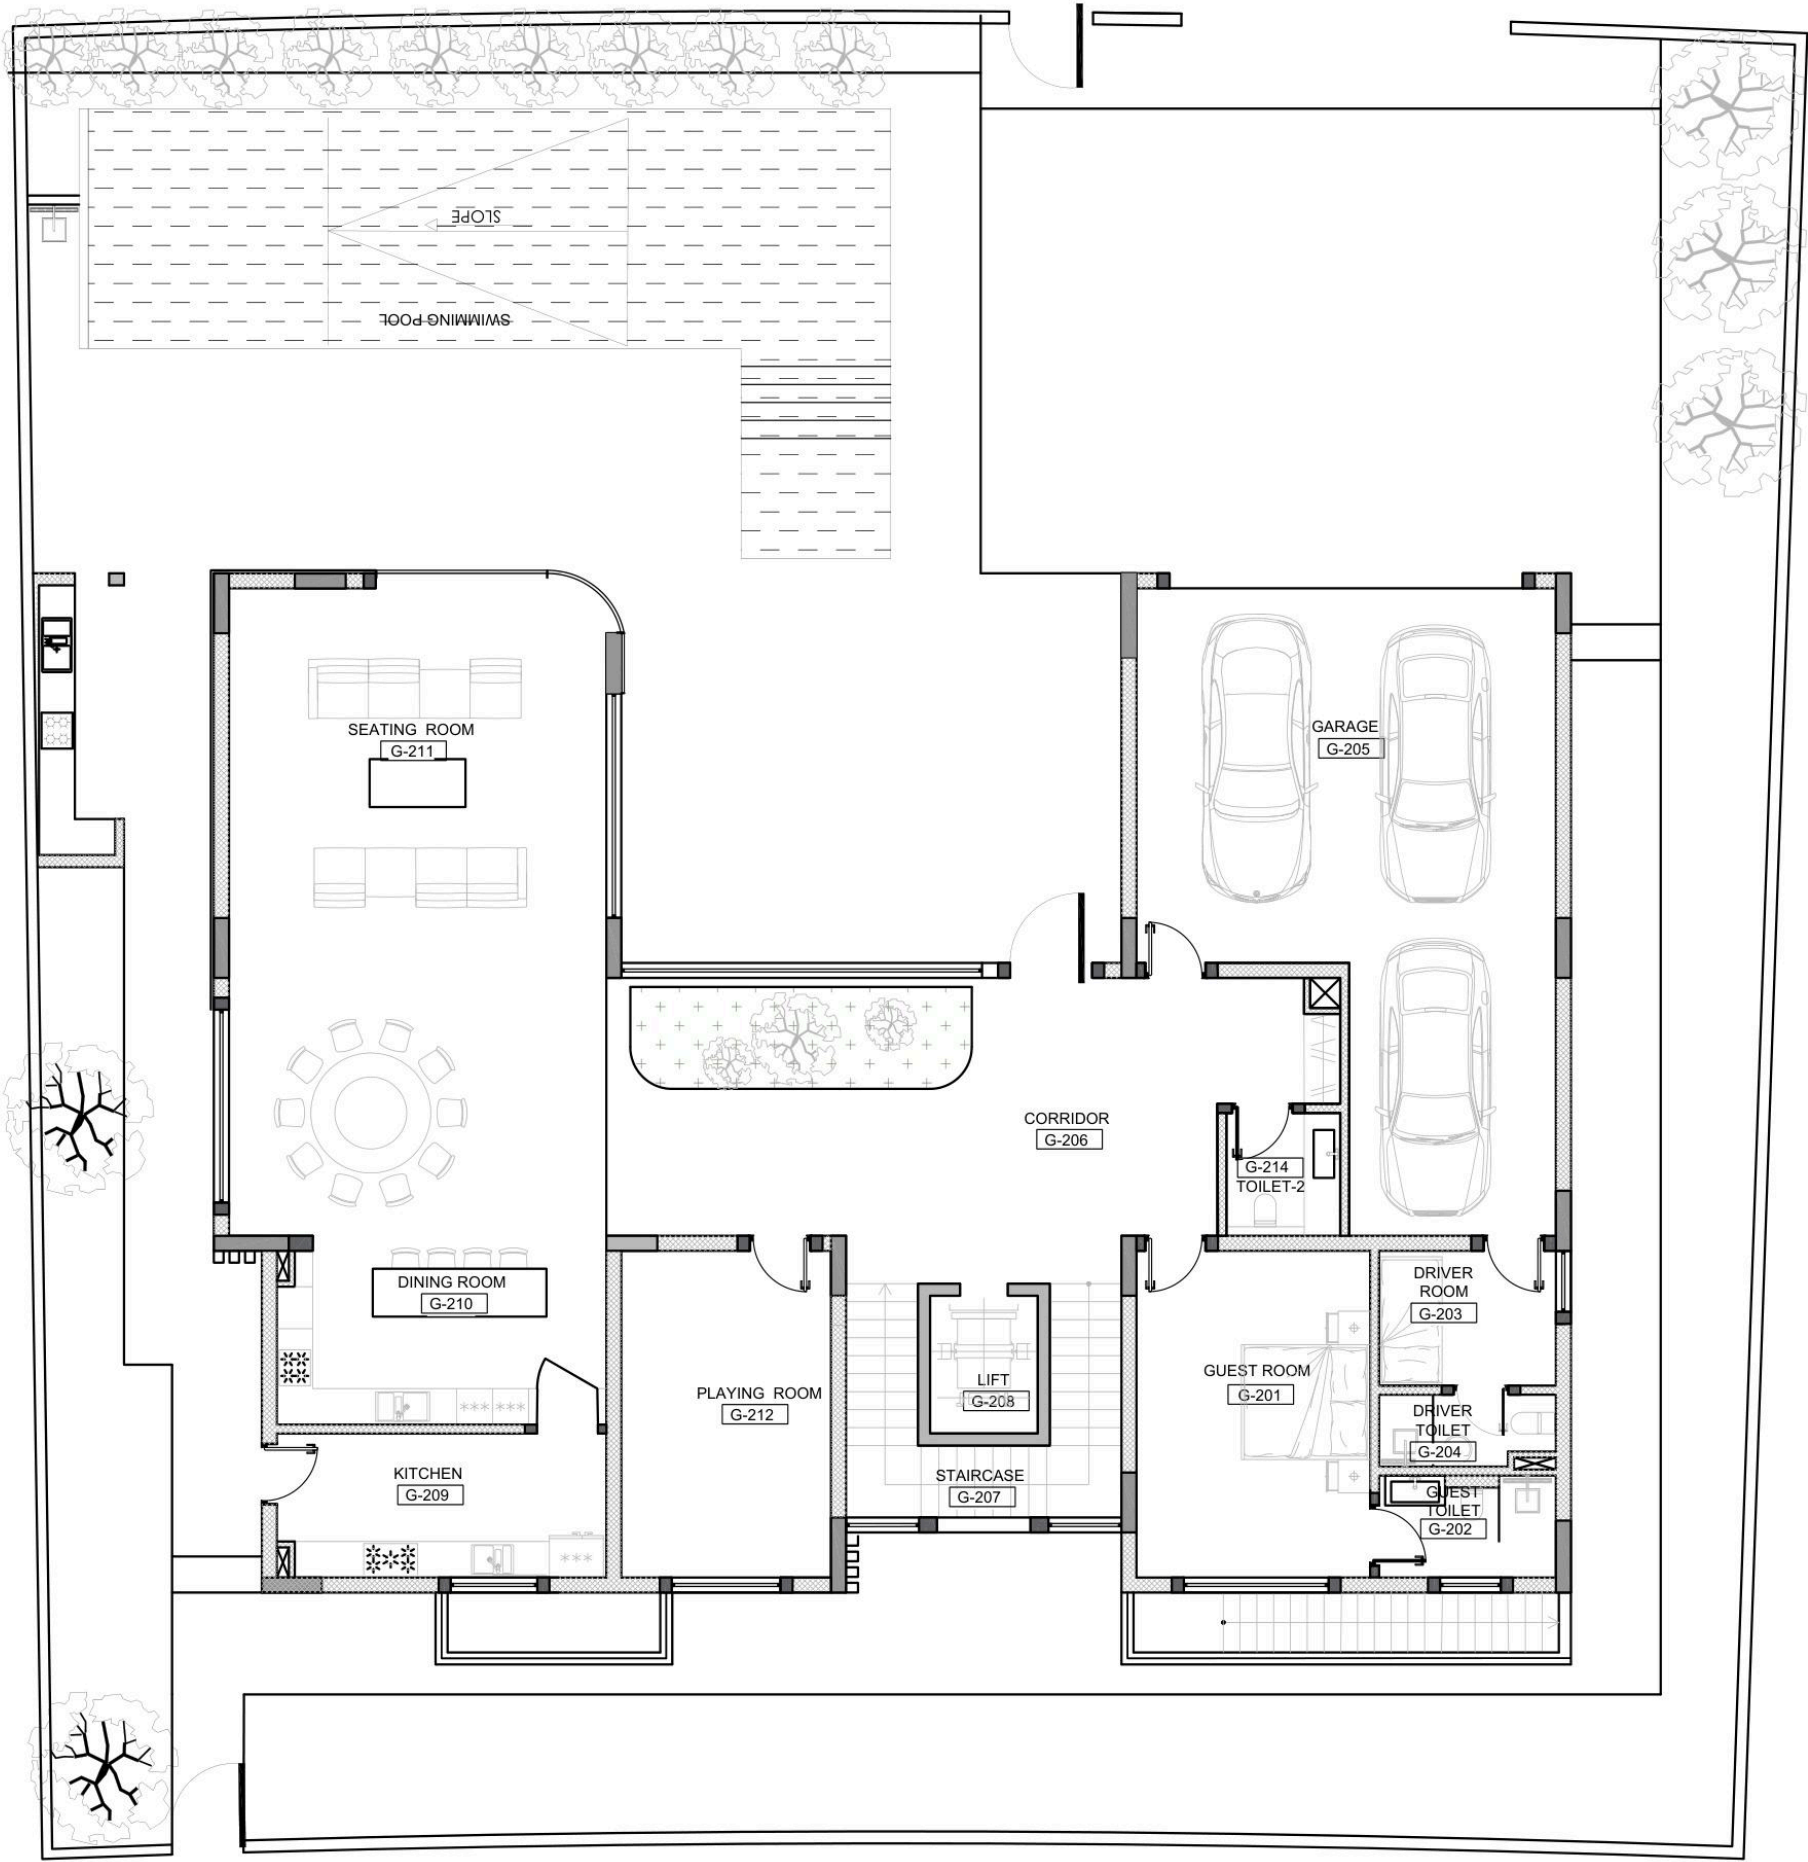 SLOPE
SWIMMING POOL
SEATING ROOM
G-211
GARAGE
G-205
CORRIDOR
G-206
G-214
TOILET-2
DINING ROOM
G-210
DRIVER
ROOM
G-203
GUEST ROOM
G-201
LIFT
G-208
PLAYING ROOM
G-212
DRIVER
TOILET
G-204
KITCHEN
G-209
STAIRCASE
G-207
GUEST
TOILET
G-202